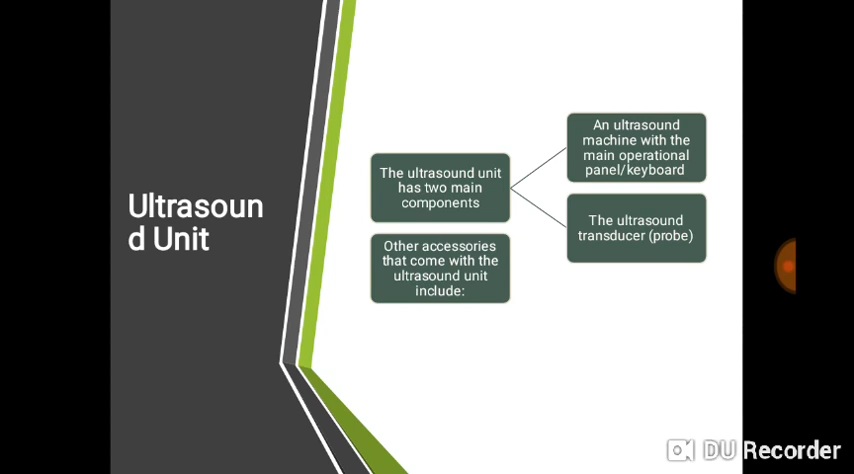 Ultrasoun
d Unit
The ultrasound unit
has two main
components
An ultrasound
machine with the
main operational
panel/keyboard
The ultrasound
transducer (probe)
Other accessories
that come with the
ultrasound unit
include:
DU Recorder